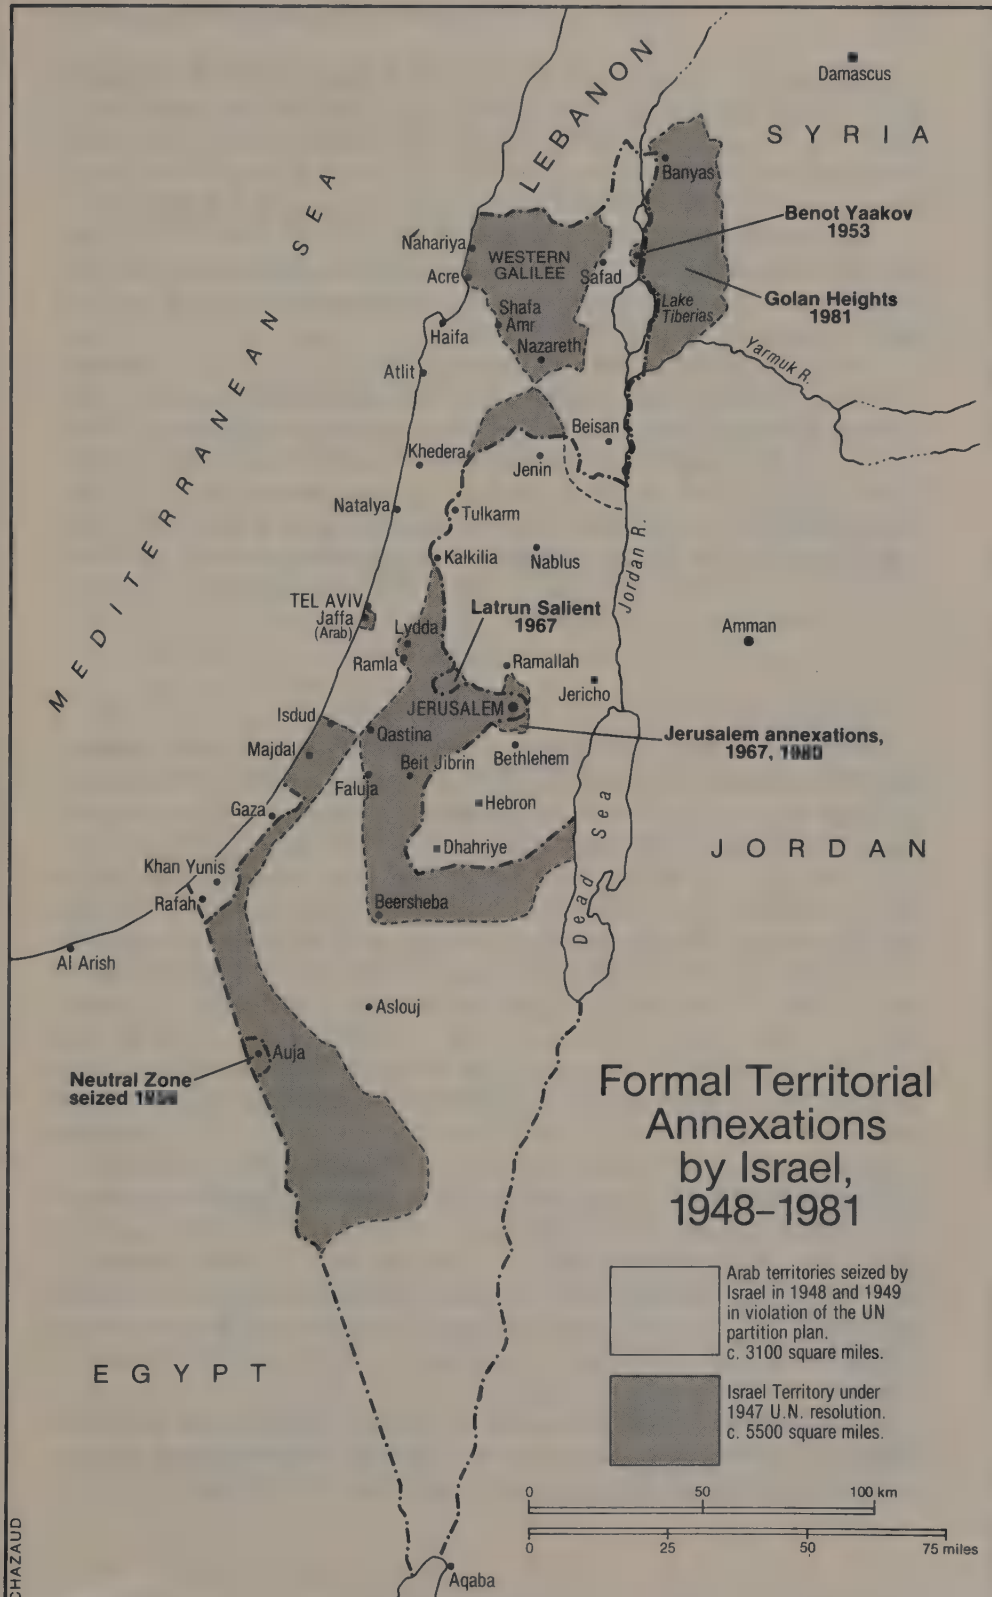 LEBANON
Damascus
SYRIA
MEDITERRANEAN SEA
Banyas
Benot Yaakov
1953
Nahariya
WESTERN
GALILEE
Safad
Acre
Golan Heights
1981
Lake
Tiberias
Shafa
Amr
Haifa
Nazareth
Yarmuk R.
Atlit
Beisan
Khedera
Jenin
Natalya
Tulkarm
Kalkilia
Nablus
Jordan R.
TEL AVIV
Jaffa
(Arab)
Latrun Salient
1967
Lydda
Amman
Ramla
Ramallah
Jericho
JERUSALEM
Isdud
Qastina
Jerusalem annexations,
1967,
Majdal
Beit Jibrin
Bethlehem
Faluja
Gaza
Hebron
Dead Sea
Dhahriye
JORDAN
Khan Yunis
Rafah
Beersheba
Al Arish
Aslouj
Auja
Neutral Zone
seized
Formal Territorial
Annexations
by Israel,
1948–1981
Arab territories seized by
Israel in 1948 and 1949
in violation of the UN
partition plan.
c. 3100 square miles.
EGYPT
Israel Territory under
1947 U.N. resolution.
c. 5500 square miles.
0 50 100 km
0 25 50 75 miles
CHAZAUD
Aqaba